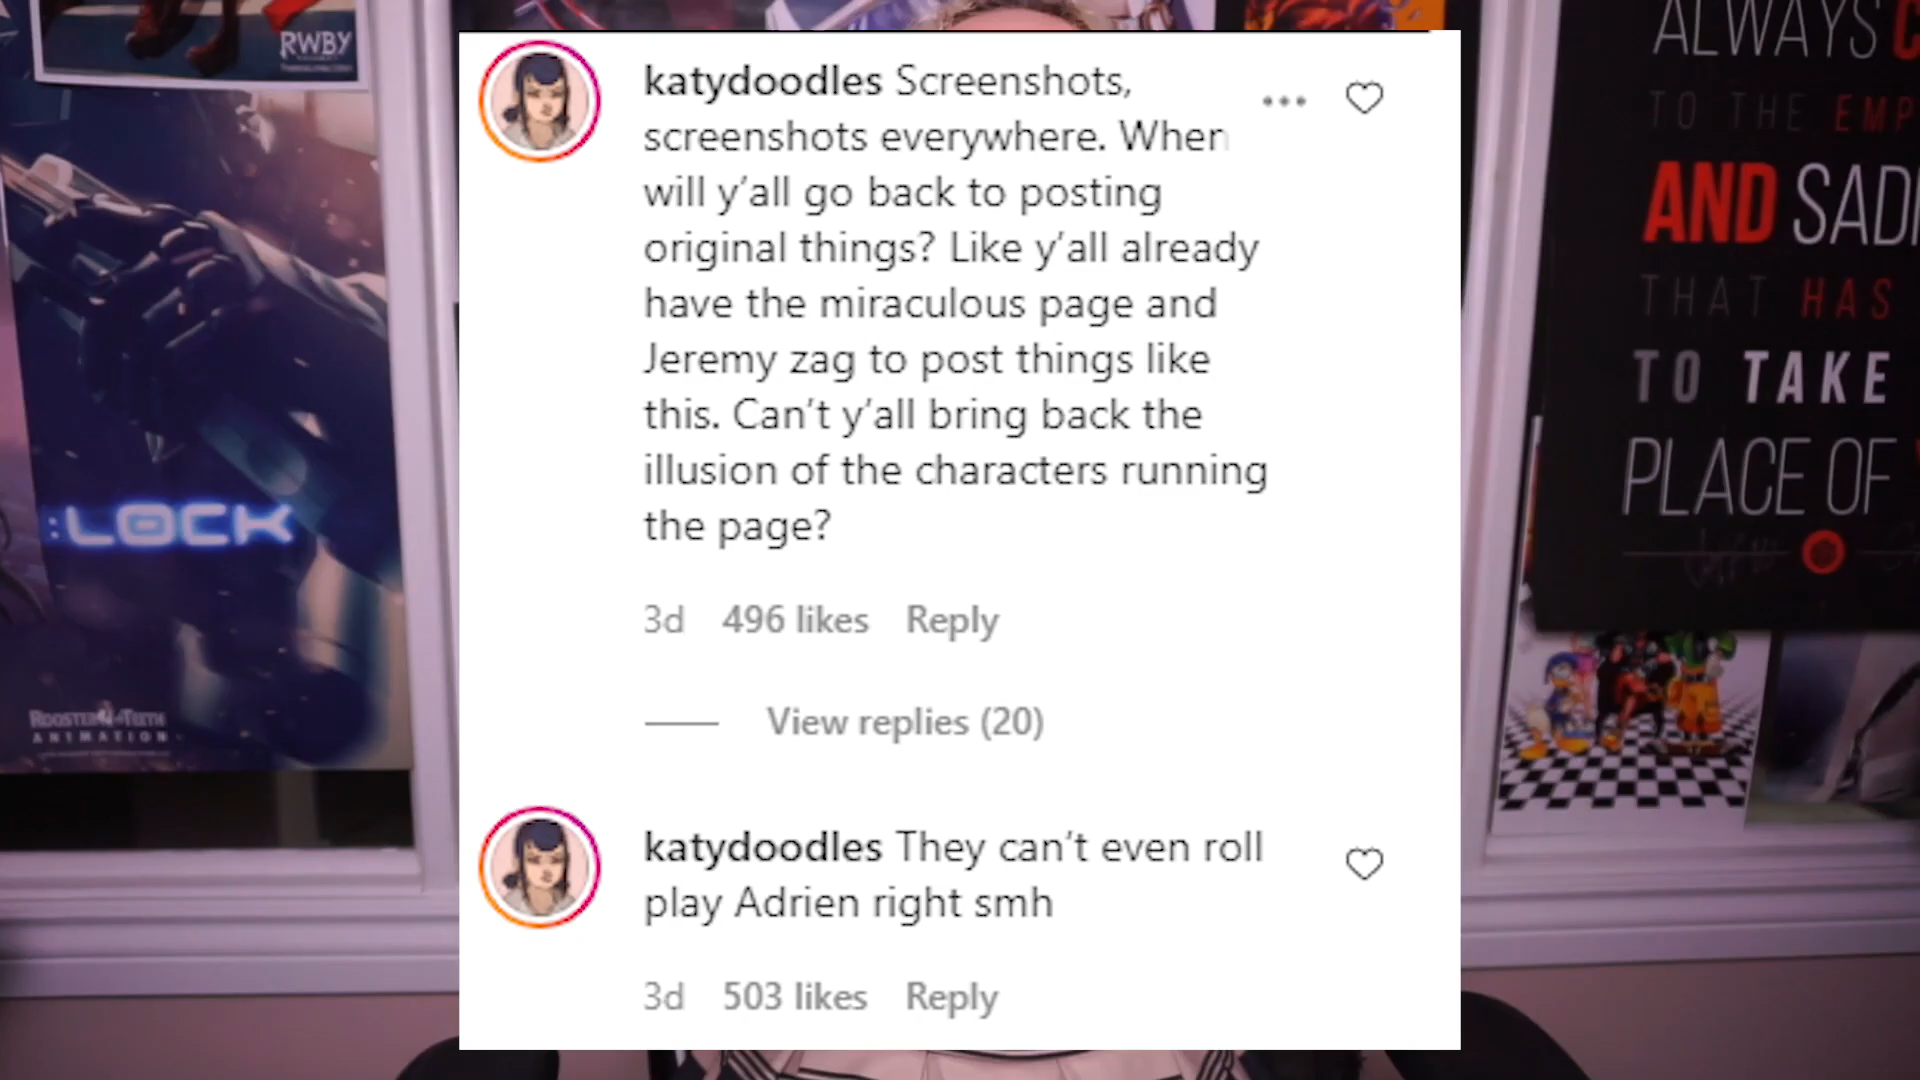 RWBY
:LOCK
ROOSTER TEETH
ANIMATION
katydoodles Screenshots,
screenshots everywhere. When
will y’all go back to posting
original things? Like y’all already
have the miraculous page and
Jeremy zag to post things like
this. Can’t y’all bring back the
illusion of the characters running
the page?
3d 496 likes Reply
View replies (20)
katydoodles They can’t even roll
play Adrien right smh
3d 503 likes Reply
ALWAYS
TO THE EMP
AND SAD
THAT HAS
TO TAKE
PLACE OF